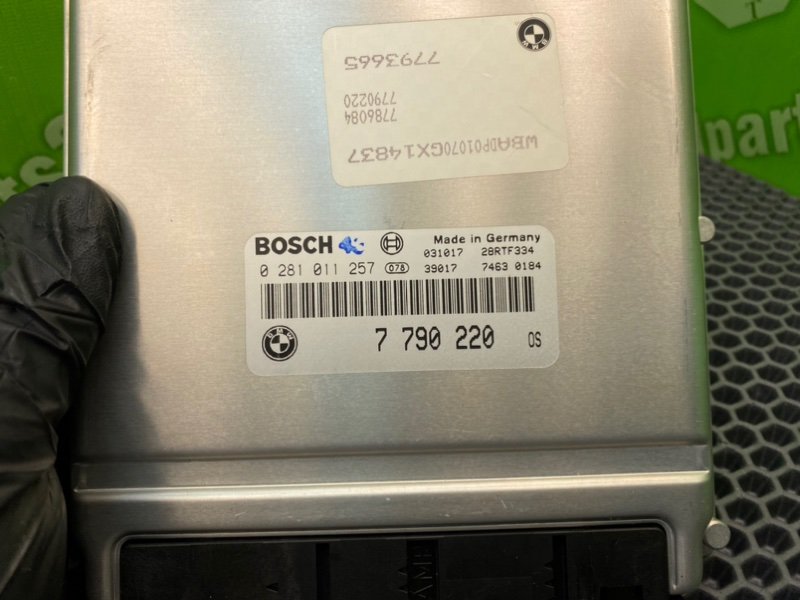 7793665
7790220
7786084
WBADP01070GX14837
BOSCH
Made in Germany
031017 28RTF334
0 281 011 257 078 39017 7463 0184
BMW
7 790 220 OS